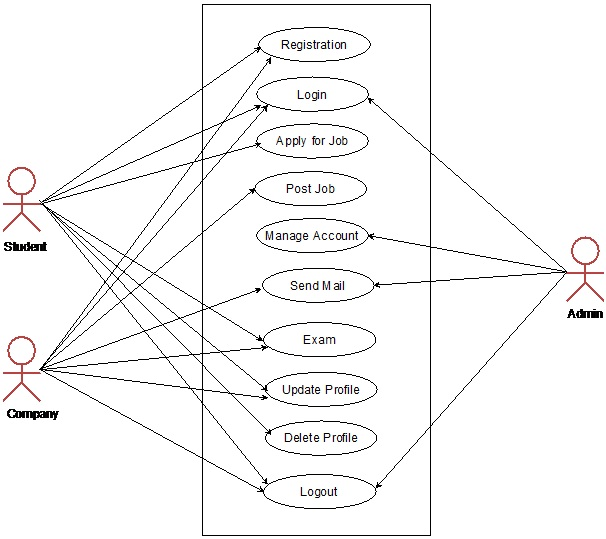 Registration
Login
Apply for Job
Post Job
Student
Manage Account
Send Mail
Admin
Exam
Company
Update Profile
Delete Profile
Logout